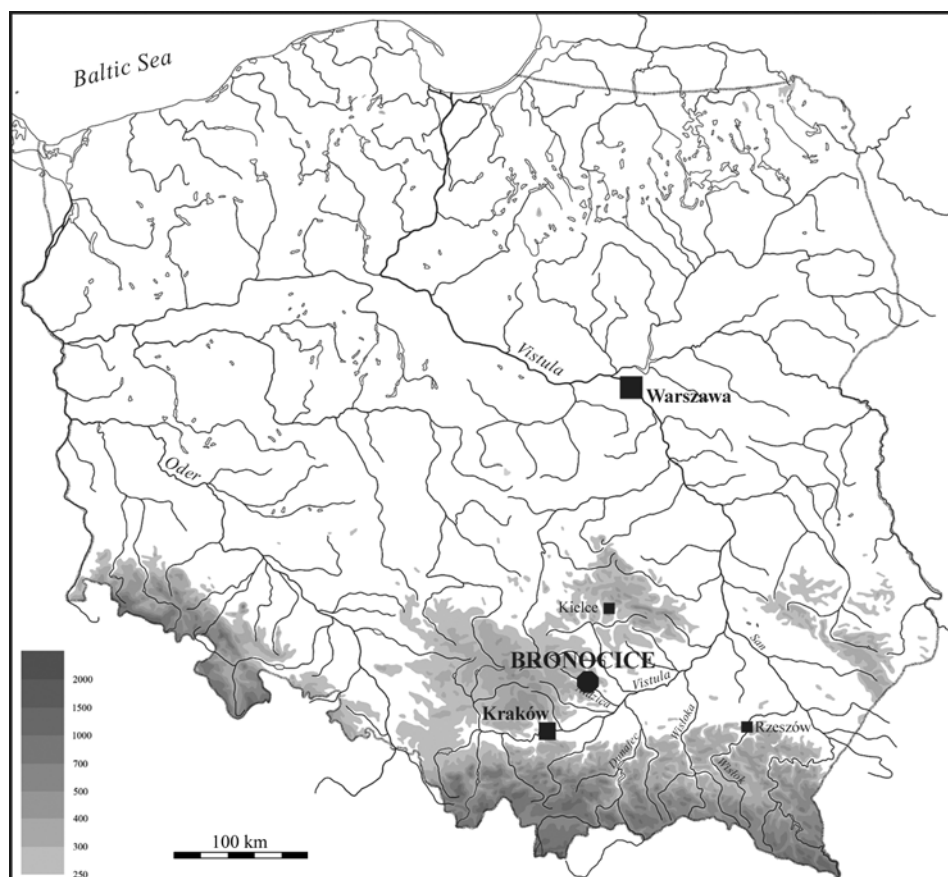 Baltic Sea
Vistula
Warszawa
Oder
Kielce
BRONOCICE
San
Vistula
Kraków
Dunajec
Wisłoka
Rzeszów
Wisłok
2000
1500
1000
700
500
400
300
250
100 km